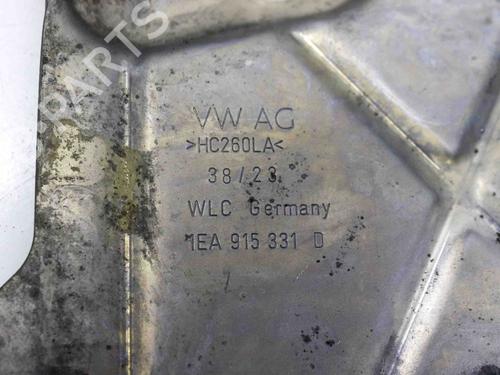 VW AG
>HC260LA<
38/23
WLC Germany
1EA 915 331 D